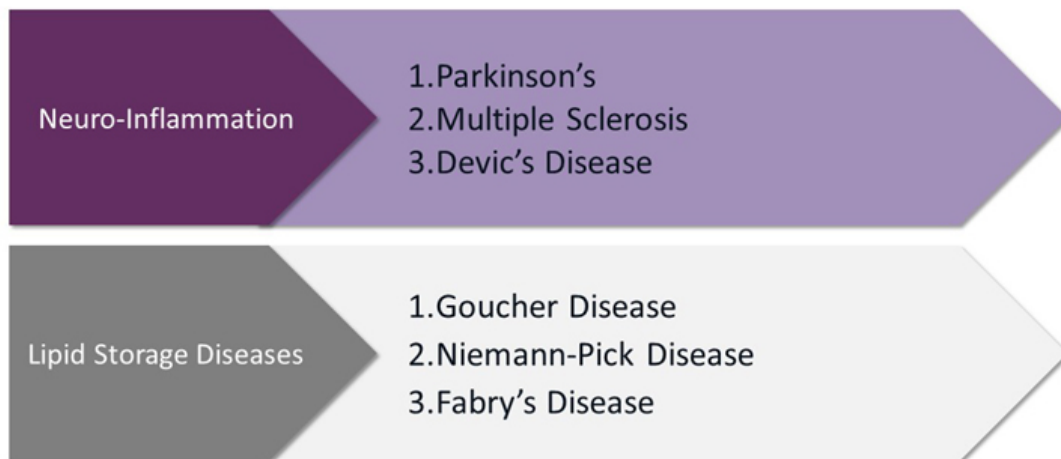 Neuro-Inflammation
1.Parkinson's
2.Multiple Sclerosis
3.Devic's Disease
Lipid Storage Diseases
1.Goucher Disease
2.Niemann-Pick Disease
3.Fabry's Disease